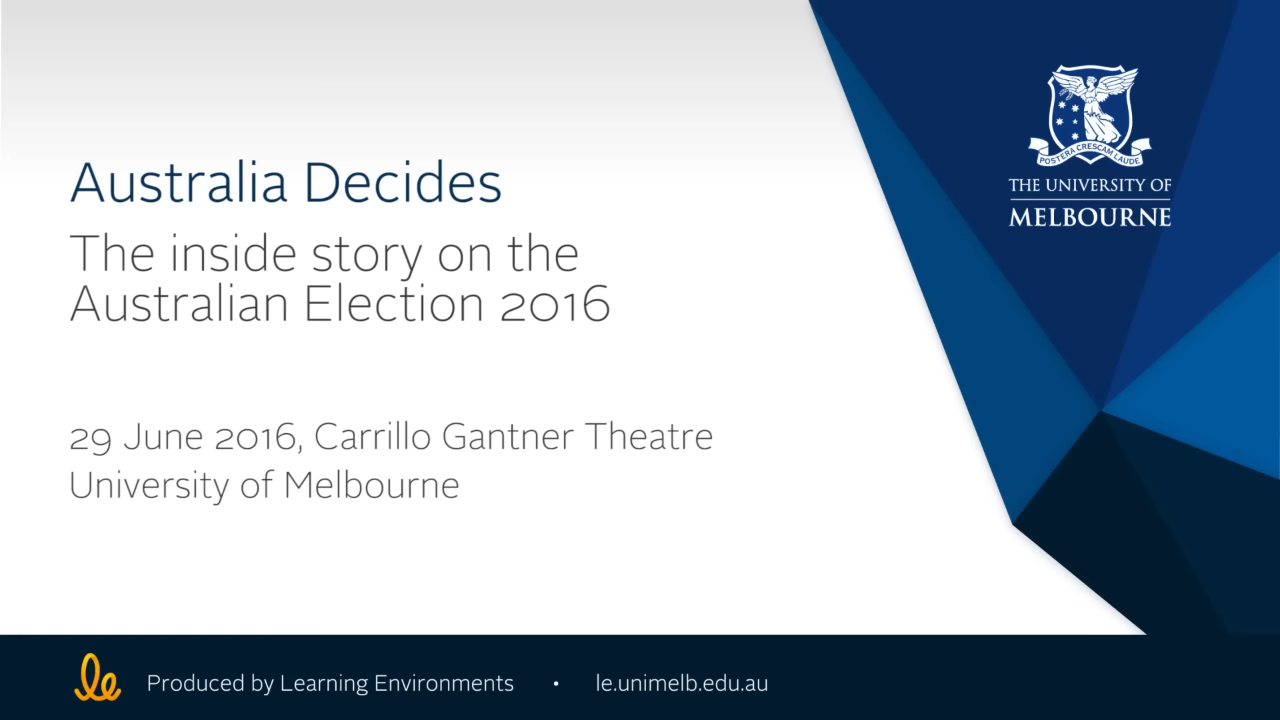 Australia Decides
The inside story on the
Australian Election 2016
29 June 2016, Carrillo Gantner Theatre
University of Melbourne
POSTERA CRESCAM LAUDE
THE UNIVERSITY OF
MELBOURNE
le Produced by Learning Environments • le.unimelb.edu.au